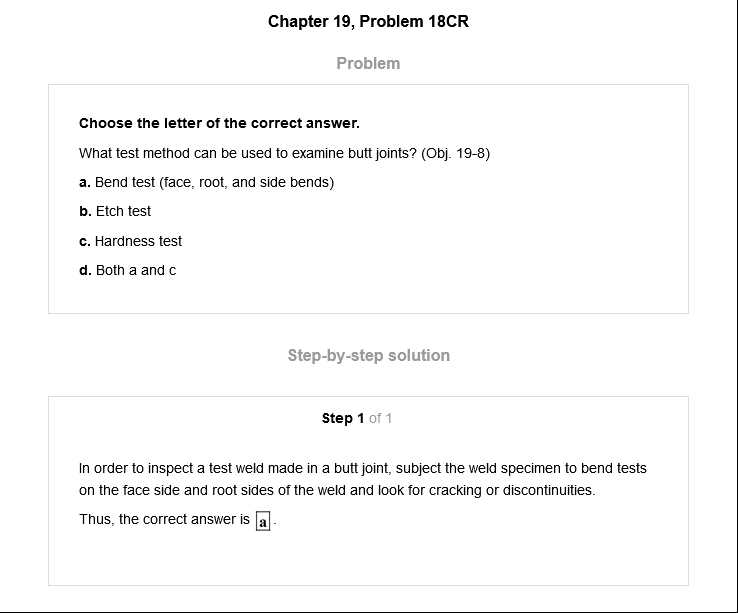 Chapter 19, Problem 18CR
Problem
Choose the letter of the correct answer.
What test method can be used to examine butt joints? (Obj. 19-8)
a. Bend test (face, root, and side bends)
b. Etch test
c. Hardness test
d. Both a and c
Step-by-step solution
Step 1 of 1
In order to inspect a test weld made in a butt joint, subject the weld specimen to bend tests
on the face side and root sides of the weld and look for cracking or discontinuities.
Thus, the correct answer is a.